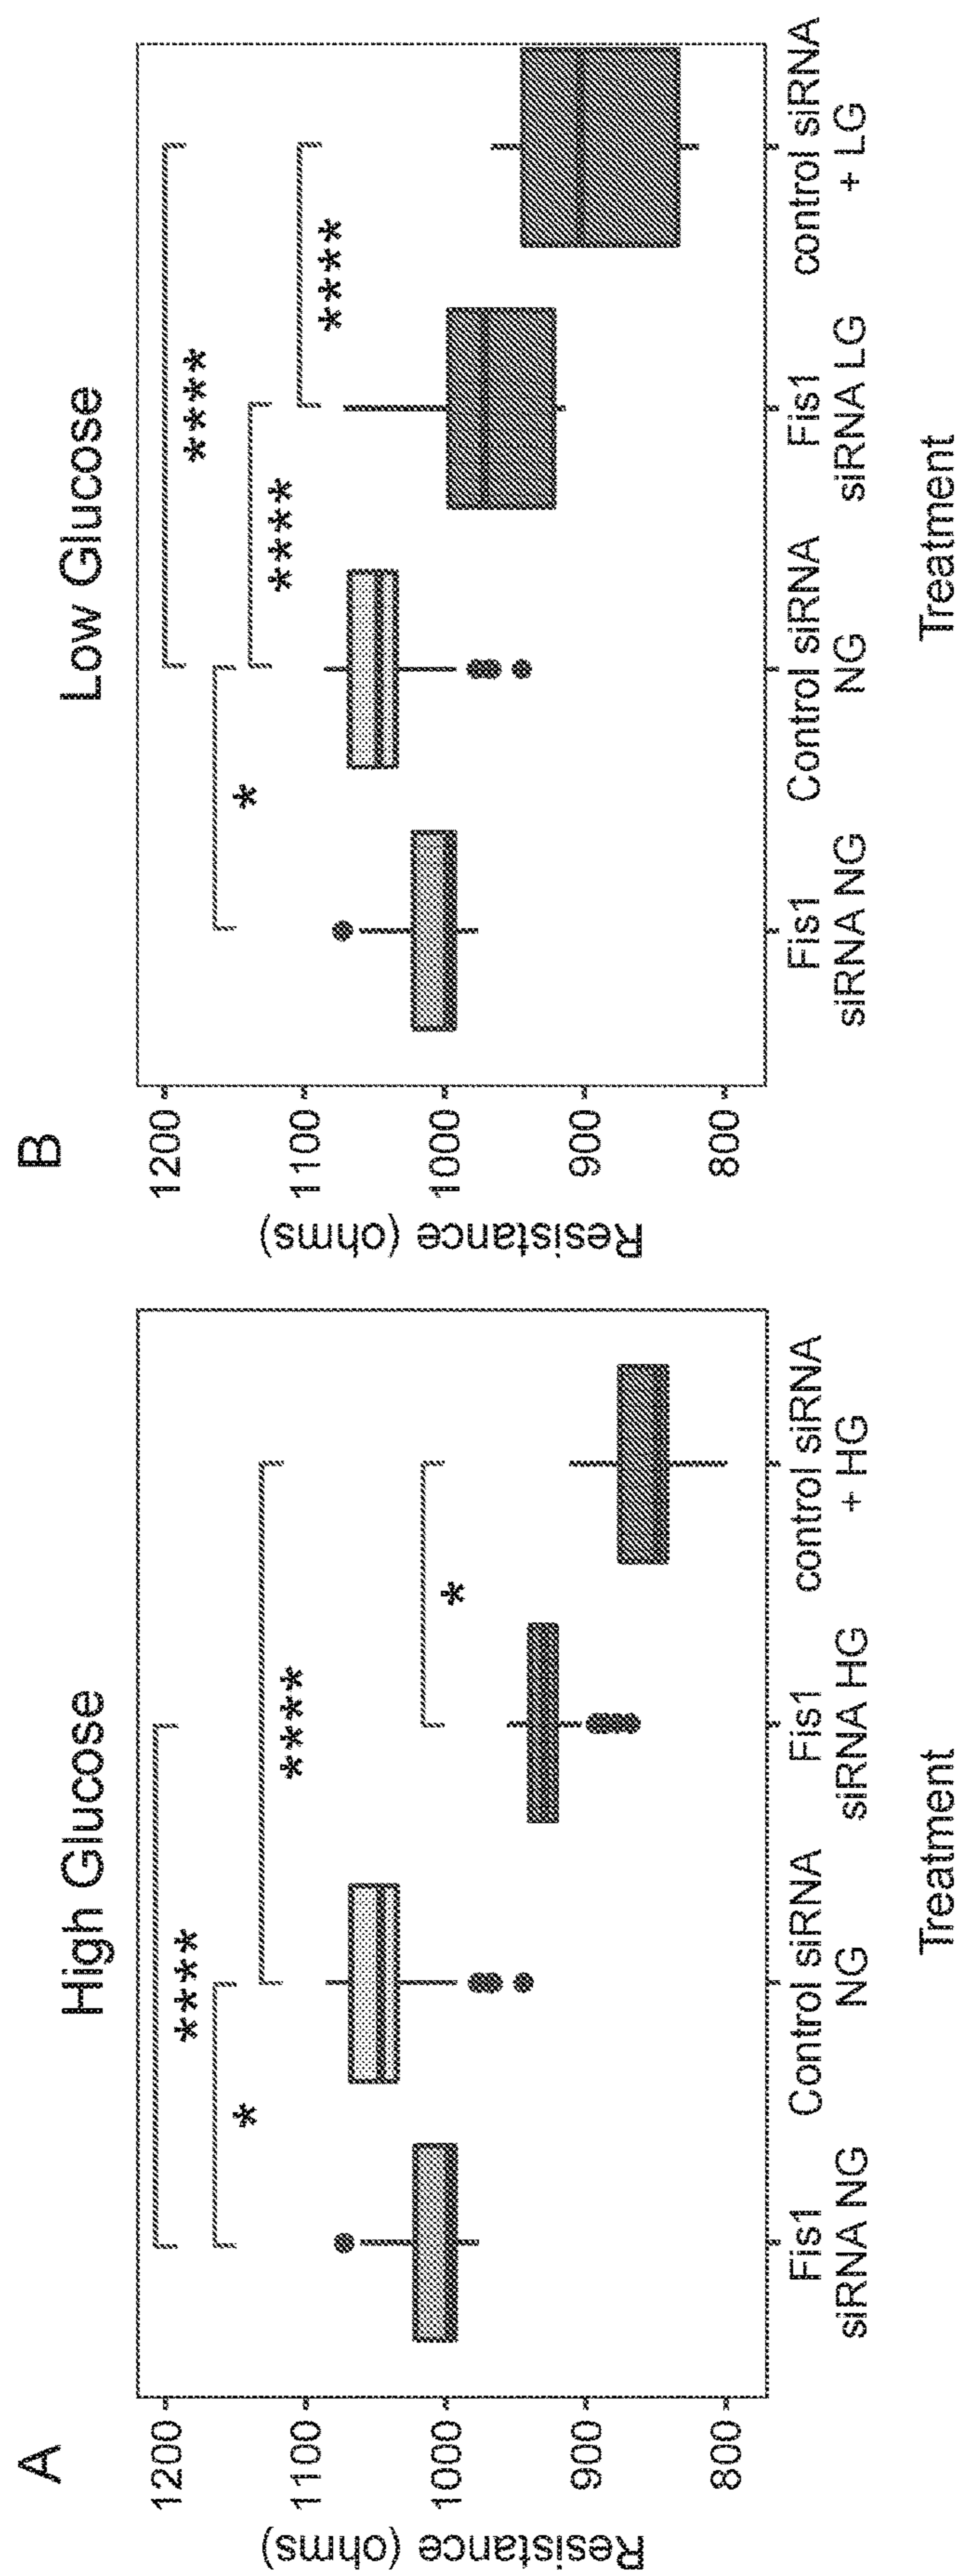 A
High Glucose
Resistance (ohms)
1200
1100
1000
900
800
****
*
****
*
Fis1
siRNA NG
Control siRNA
NG
Fis1
siRNA HG
control siRNA
+ HG
Treatment
B
Low Glucose
Resistance (ohms)
1200
1100
1000
900
800
****
*
****
****
Fis1
siRNA NG
Control siRNA
NG
Fis1
siRNA LG
control siRNA
+ LG
Treatment